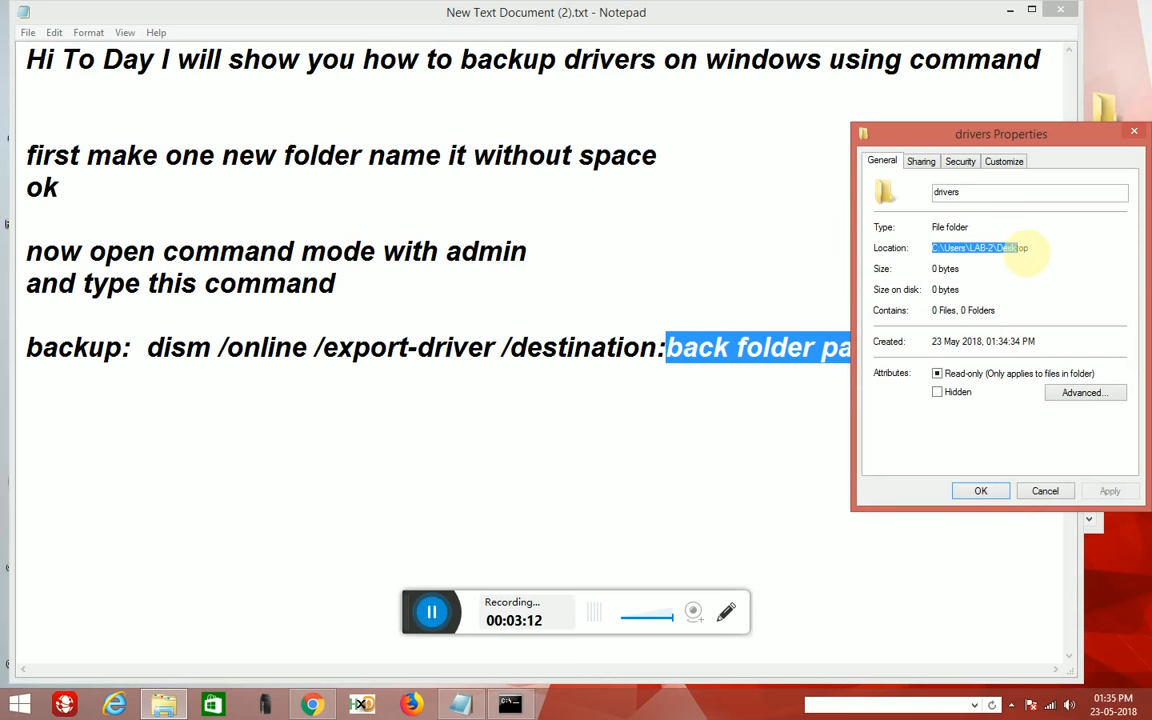 New Text Document (2).txt - Notepad
File Edit Format View Help
Hi To Day I will show you how to backup drivers on windows using command
first make one new folder name it without space
ok
now open command mode with admin
and type this command
backup: dism /online /export-driver /destination:back folder pa
drivers Properties
General Sharing Security Customize
drivers
Type: File folder
Location: C:\Users\LAB-2\Desktop
Size: 0 bytes
Size on disk: 0 bytes
Contains: 0 Files, 0 Folders
Created: 23 May 2018, 01:34:34 PM
Attributes: Read-only (Only applies to files in folder)
Hidden Advanced...
OK Cancel Apply
Recording...
00:03:12
01:35 PM
23-05-2018